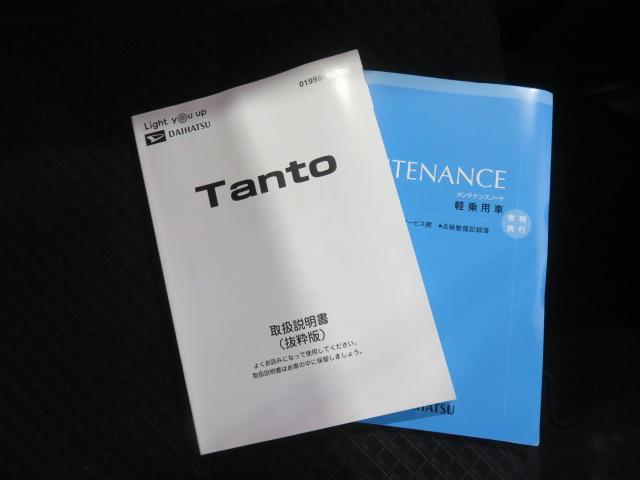 Light you up
DAIHATSU
Tanto
取扱説明書
(抜粋版)
よくお読みになって使用してください。
取扱説明書はお車の中に保管しましょう。
TENANCE
メンテナンスノート
軽乗用車
常時
携行
ービス網 ●点検整備記録簿
HATSU